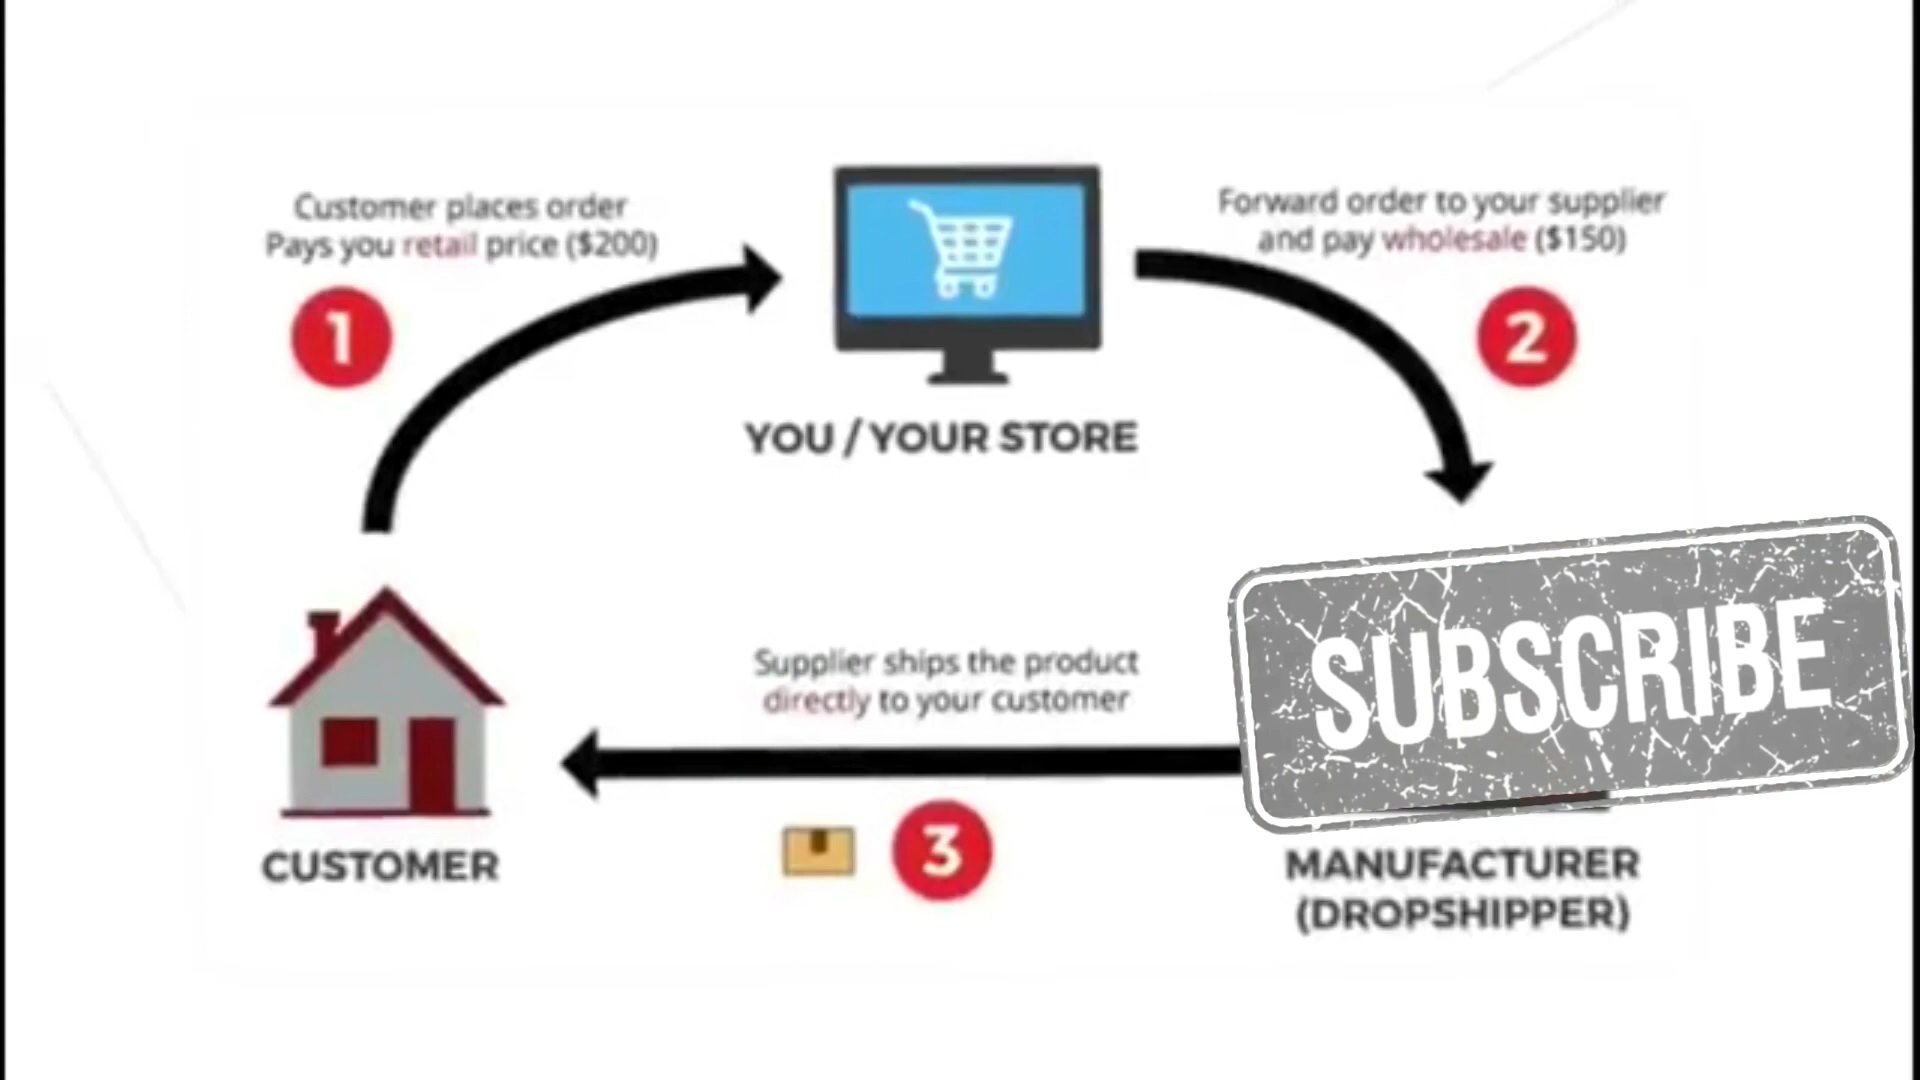 Customer places order
Pays you retail price ($200)
1
Forward order to your supplier
and pay wholesale ($150)
2
YOU / YOUR STORE
SUBSCRIBE
Supplier ships the product
directly to your customer
3
CUSTOMER
MANUFACTURER
(DROPSHIPPER)